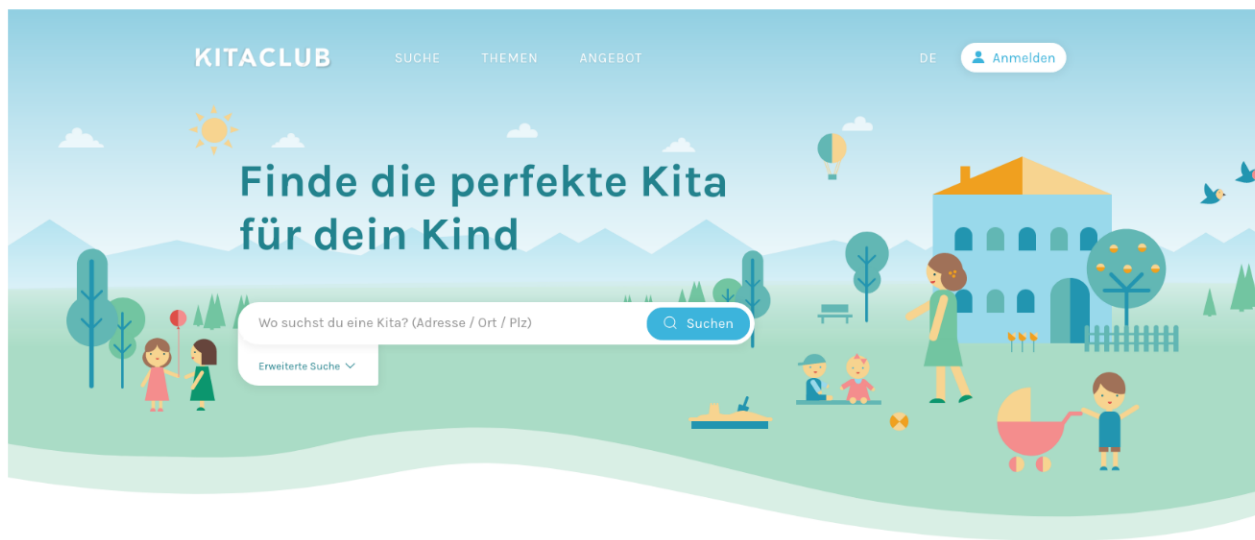 KITACLUB SUCHE THEMEN ANGEBOT DE Anmelden
Finde die perfekte Kita
für dein Kind
Wo suchst du eine Kita? (Adresse / Ort / Plz) Suchen
Erweiterte Suche